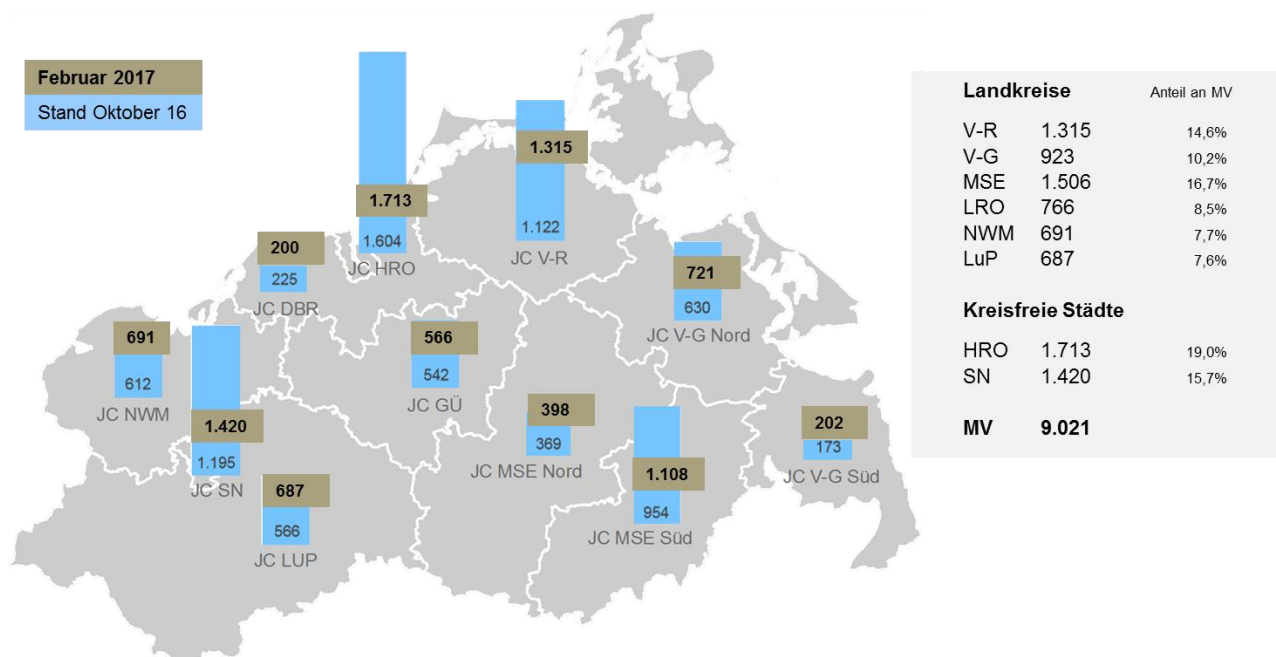 Februar 2017
Stand Oktober 16
1.713
1.604
JC HRO
1.315
1.122
JC V-R
200
225
JC DBR
721
630
JC V-G Nord
691
612
JC NWM
566
542
JC GÜ
1.420
1.195
JC SN
398
369
JC MSE Nord
202
173
JC V-G Süd
1.108
954
JC MSE Süd
687
566
JC LUP
Landkreise Anteil an MV
V-R 1.315 14,6%
V-G 923 10,2%
MSE 1.506 16,7%
LRO 766 8,5%
NWM 691 7,7%
LuP 687 7,6%
Kreisfreie Städte
HRO 1.713 19,0%
SN 1.420 15,7%
MV 9.021